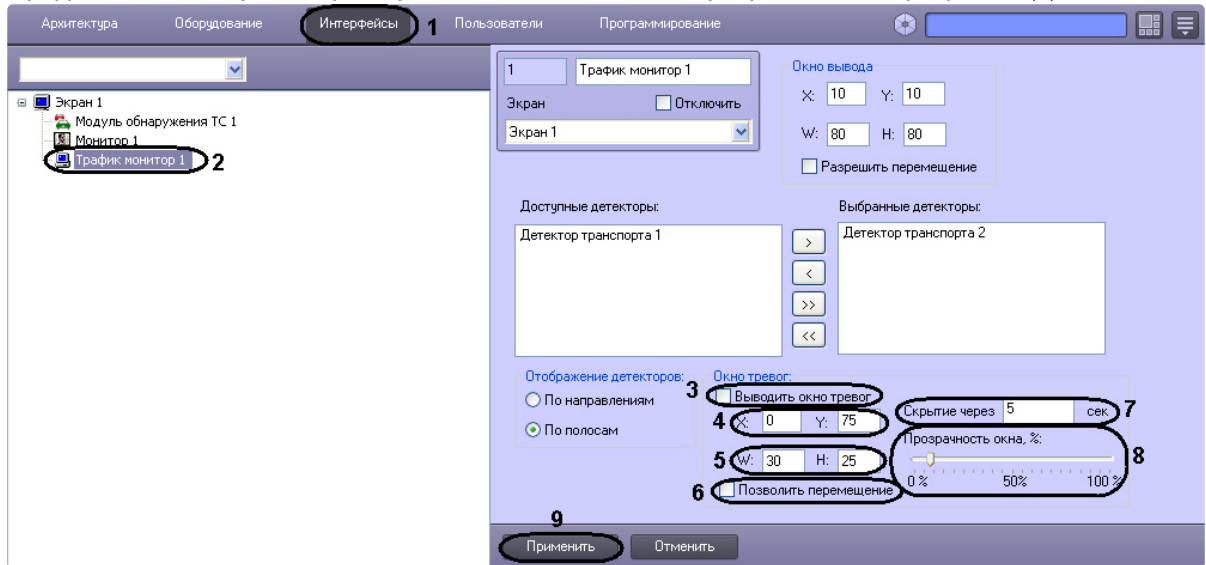 Архитектура Оборудование Интерфейсы 1 Пользователи Программирование
1 Трафик монитор 1
Экран Отключить
Экран 1
Окно вывода
X: 10 Y: 10
W: 80 H: 80
Разрешить перемещение
Экран 1
Модуль обнаружения ТС 1
Монитор 1
Трафик монитор 1 2
Доступные детекторы: Выбранные детекторы:
Детектор транспорта 1 > Детектор транспорта 2
<
>>
<<
Отображение детекторов:
По направлениям
По полосам
Окно тревог:
3 Выводить окно тревог
4 X: 0 Y: 75
5 W: 30 H: 25
6 Позволить перемещение
Скрытие через 5 сек 7
Прозрачность окна, %:
8
0 % 50% 100 %
9
Применить Отменить